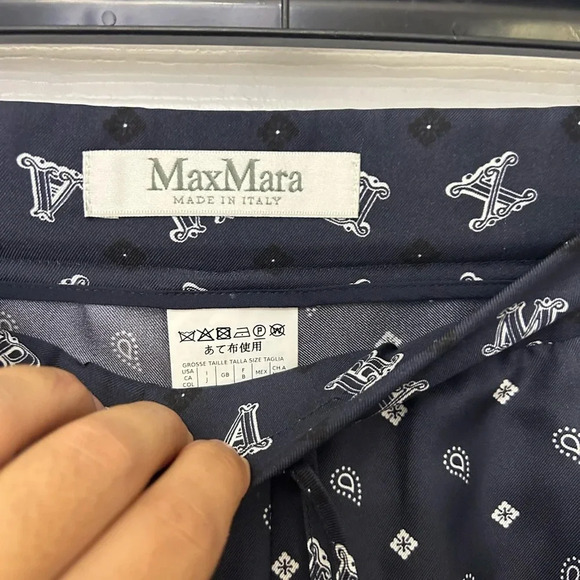 MaxMara
MADE IN ITALY
あて布使用
GROSSE TAILLE TALLA SIZE TAGLIA
USA CA COL
I J
GB
F B
MEX
CH A